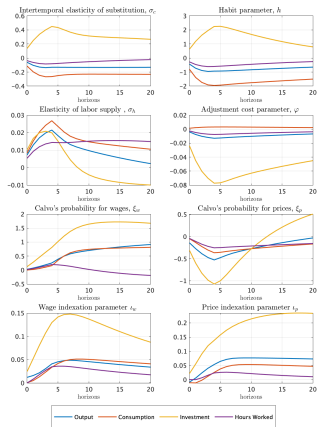 Intertemporal elasticity of substitution, σc
Habit parameter, h
0.6
0.4
0.2
0
-0.2
-0.4
0 5 10 15 20
horizons
3
2
1
0
-1
-2
0 5 10 15 20
horizons
Elasticity of labor supply , σλ
Adjustment cost parameter, φ
0.03
0.02
0.01
0
-0.01
0 5 10 15 20
horizons
0.02
0
-0.02
-0.04
-0.06
-0.08
0 5 10 15 20
horizons
Calvo's probability for wages, ξw
Calvo's probability for prices, ξp
2
1.5
1
0.5
0
-0.5
0 5 10 15 20
horizons
0.5
0
-0.5
-1
0 5 10 15 20
horizons
Wage indexation parameter ιw
Price indexation parameter ιp
0.15
0.1
0.05
0
0 5 10 15 20
horizons
0.2
0.15
0.1
0.05
0
0 5 10 15 20
horizons
Output Consumption Investment Hours Worked